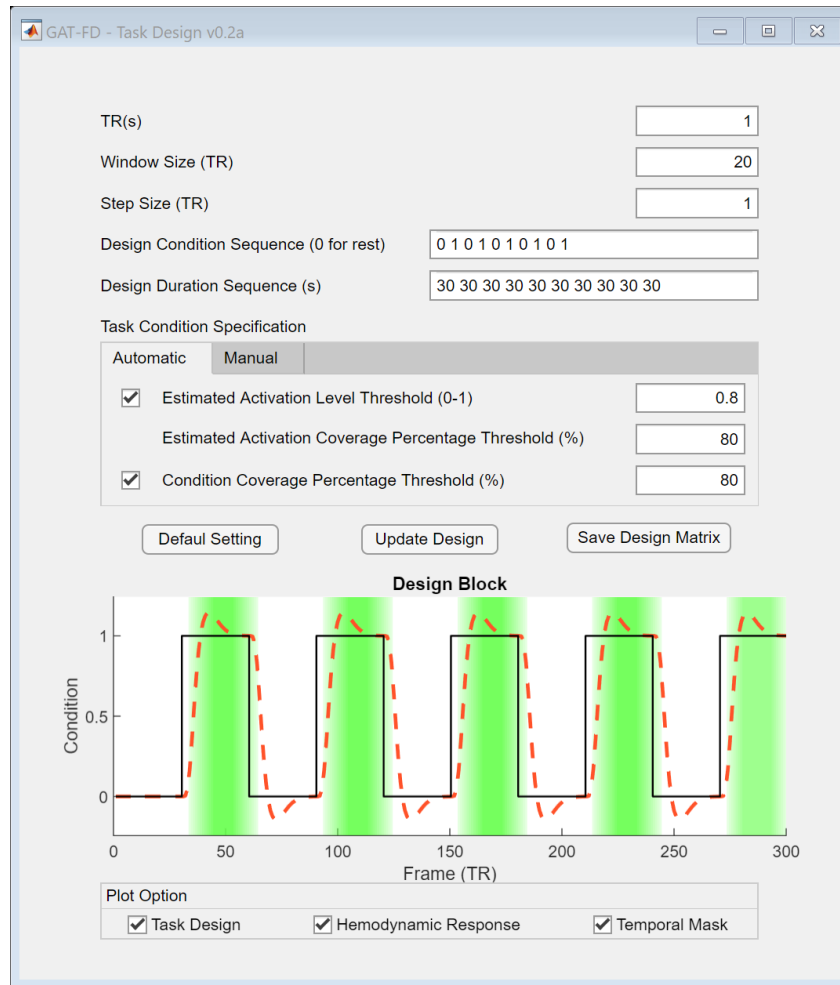 GAT-FD - Task Design v0.2a
TR(s) 1
Window Size (TR) 20
Step Size (TR) 1
Design Condition Sequence (0 for rest) 0 1 0 1 0 1 0 1 0 1
Design Duration Sequence (s) 30 30 30 30 30 30 30 30 30 30
Task Condition Specification
Automatic Manual
Estimated Activation Level Threshold (0-1) 0.8
Estimated Activation Coverage Percentage Threshold (%) 80
Condition Coverage Percentage Threshold (%) 80
Defaul Setting Update Design Save Design Matrix
Design Block
1
0.5
0
Condition
0 50 100 150 200 250 300
Frame (TR)
Plot Option
Task Design Hemodynamic Response Temporal Mask